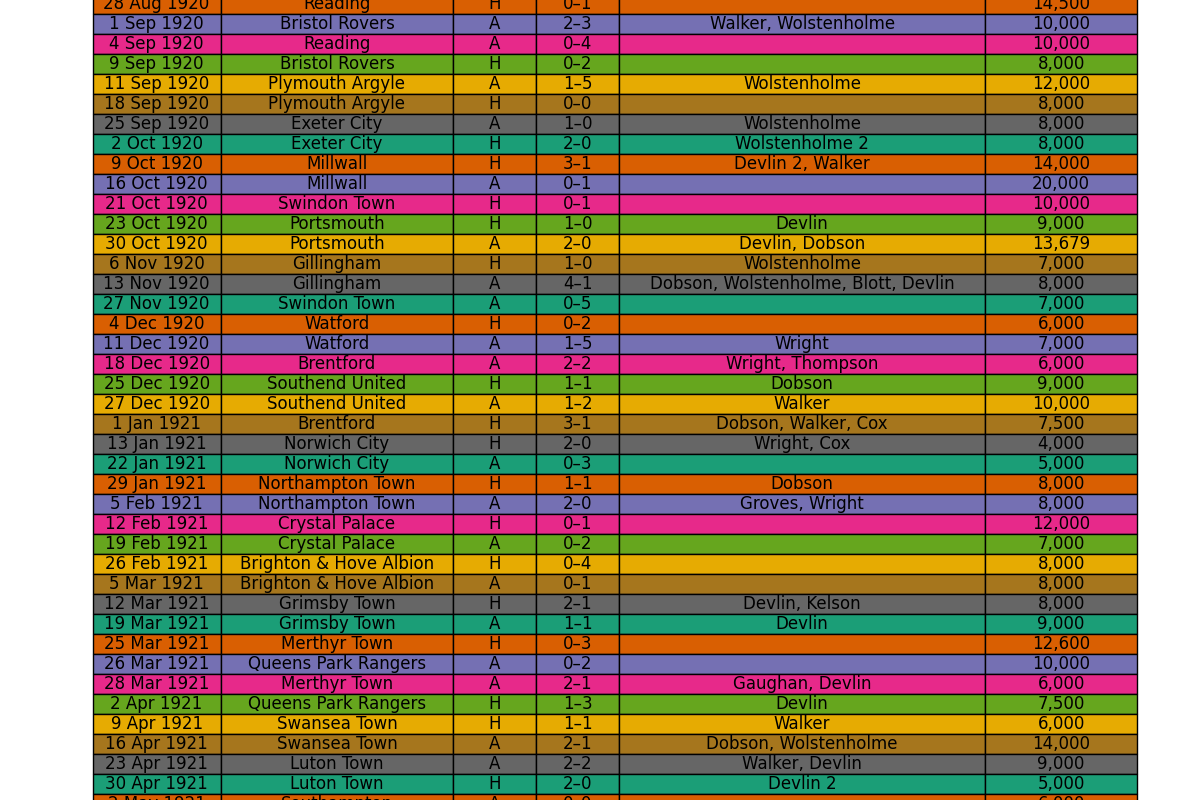 28 Aug 1920 Reading H 0–1 14,500
1 Sep 1920 Bristol Rovers A 2–3 Walker, Wolstenholme 10,000
4 Sep 1920 Reading A 0–4 10,000
9 Sep 1920 Bristol Rovers H 0–2 8,000
11 Sep 1920 Plymouth Argyle A 1–5 Wolstenholme 12,000
18 Sep 1920 Plymouth Argyle H 0–0 8,000
25 Sep 1920 Exeter City A 1–0 Wolstenholme 8,000
2 Oct 1920 Exeter City H 2–0 Wolstenholme 2 8,000
9 Oct 1920 Millwall H 3–1 Devlin 2, Walker 14,000
16 Oct 1920 Millwall A 0–1 20,000
21 Oct 1920 Swindon Town H 0–1 10,000
23 Oct 1920 Portsmouth H 1–0 Devlin 9,000
30 Oct 1920 Portsmouth A 2–0 Devlin, Dobson 13,679
6 Nov 1920 Gillingham H 1–0 Wolstenholme 7,000
13 Nov 1920 Gillingham A 4–1 Dobson, Wolstenholme, Blott, Devlin 8,000
27 Nov 1920 Swindon Town A 0–5 7,000
4 Dec 1920 Watford H 0–2 6,000
11 Dec 1920 Watford A 1–5 Wright 7,000
18 Dec 1920 Brentford A 2–2 Wright, Thompson 6,000
25 Dec 1920 Southend United H 1–1 Dobson 9,000
27 Dec 1920 Southend United A 1–2 Walker 10,000
1 Jan 1921 Brentford H 3–1 Dobson, Walker, Cox 7,500
13 Jan 1921 Norwich City H 2–0 Wright, Cox 4,000
22 Jan 1921 Norwich City A 0–3 5,000
29 Jan 1921 Northampton Town H 1–1 Dobson 8,000
5 Feb 1921 Northampton Town A 2–0 Groves, Wright 8,000
12 Feb 1921 Crystal Palace H 0–1 12,000
19 Feb 1921 Crystal Palace A 0–2 7,000
26 Feb 1921 Brighton & Hove Albion H 0–4 8,000
5 Mar 1921 Brighton & Hove Albion A 0–1 8,000
12 Mar 1921 Grimsby Town H 2–1 Devlin, Kelson 8,000
19 Mar 1921 Grimsby Town A 1–1 Devlin 9,000
25 Mar 1921 Merthyr Town H 0–3 12,600
26 Mar 1921 Queens Park Rangers A 0–2 10,000
28 Mar 1921 Merthyr Town A 2–1 Gaughan, Devlin 6,000
2 Apr 1921 Queens Park Rangers H 1–3 Devlin 7,500
9 Apr 1921 Swansea Town H 1–1 Walker 6,000
16 Apr 1921 Swansea Town A 2–1 Dobson, Wolstenholme 14,000
23 Apr 1921 Luton Town A 2–2 Walker, Devlin 9,000
30 Apr 1921 Luton Town H 2–0 Devlin 2 5,000